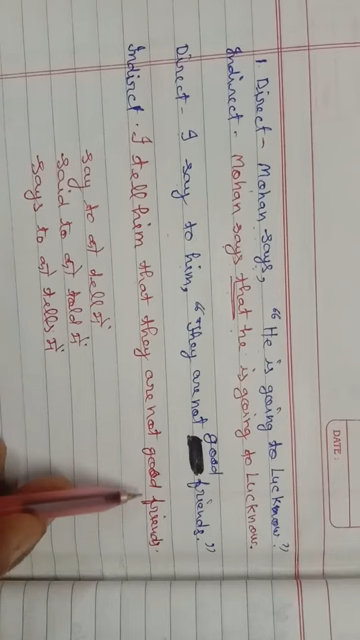 DATE:
1. Direct - Mohan says, "He is going to Lucknow."
Indirect - Mohan says that he is going to Lucknow.
Direct - I say to him, "They are not good friends."
Indirect. I tell him that they are not good friends.
say to का tell में
said to का told में
says to का tells में